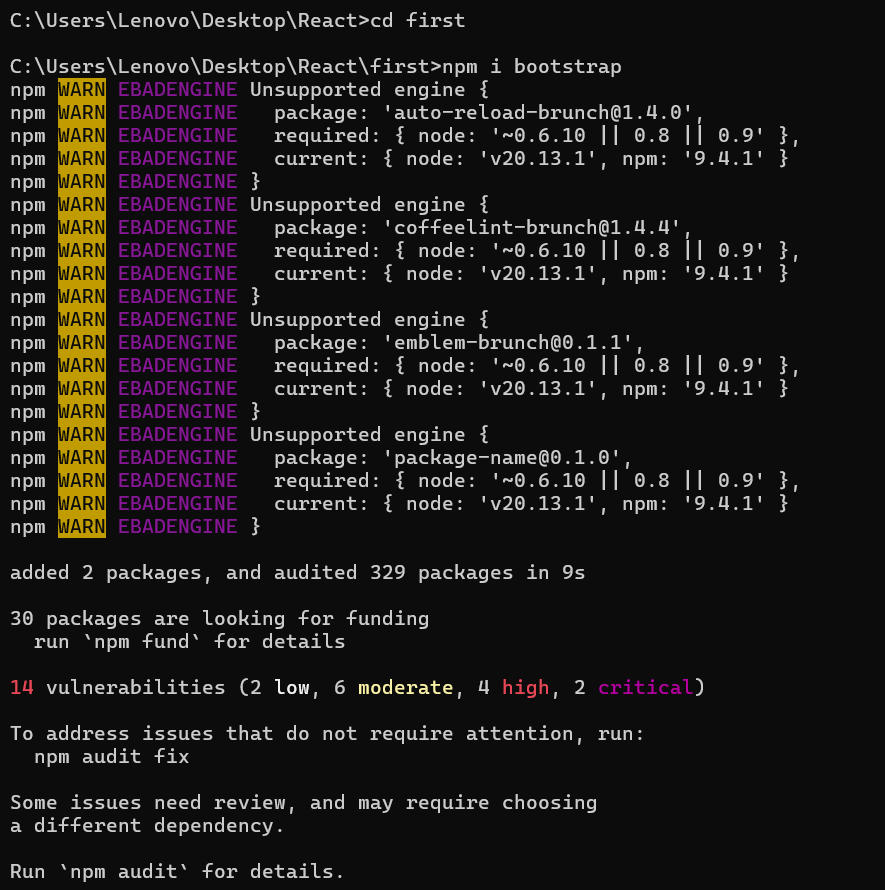 C:\Users\Lenovo\Desktop\React>cd first
C:\Users\Lenovo\Desktop\React\first>npm i bootstrap
npm WARN EBADENGINE Unsupported engine {
npm WARN EBADENGINE   package: 'auto-reload-brunch@1.4.0',
npm WARN EBADENGINE   required: { node: '~0.6.10 || 0.8 || 0.9' },
npm WARN EBADENGINE   current: { node: 'v20.13.1', npm: '9.4.1' }
npm WARN EBADENGINE }
npm WARN EBADENGINE Unsupported engine {
npm WARN EBADENGINE   package: 'coffeelint-brunch@1.4.4',
npm WARN EBADENGINE   required: { node: '~0.6.10 || 0.8 || 0.9' },
npm WARN EBADENGINE   current: { node: 'v20.13.1', npm: '9.4.1' }
npm WARN EBADENGINE }
npm WARN EBADENGINE Unsupported engine {
npm WARN EBADENGINE   package: 'emblem-brunch@0.1.1',
npm WARN EBADENGINE   required: { node: '~0.6.10 || 0.8 || 0.9' },
npm WARN EBADENGINE   current: { node: 'v20.13.1', npm: '9.4.1' }
npm WARN EBADENGINE }
npm WARN EBADENGINE Unsupported engine {
npm WARN EBADENGINE   package: 'package-name@0.1.0',
npm WARN EBADENGINE   required: { node: '~0.6.10 || 0.8 || 0.9' },
npm WARN EBADENGINE   current: { node: 'v20.13.1', npm: '9.4.1' }
npm WARN EBADENGINE }
added 2 packages, and audited 329 packages in 9s
30 packages are looking for funding
  run `npm fund` for details
14 vulnerabilities (2 low, 6 moderate, 4 high, 2 critical)
To address issues that do not require attention, run:
  npm audit fix
Some issues need review, and may require choosing
a different dependency.
Run `npm audit` for details.